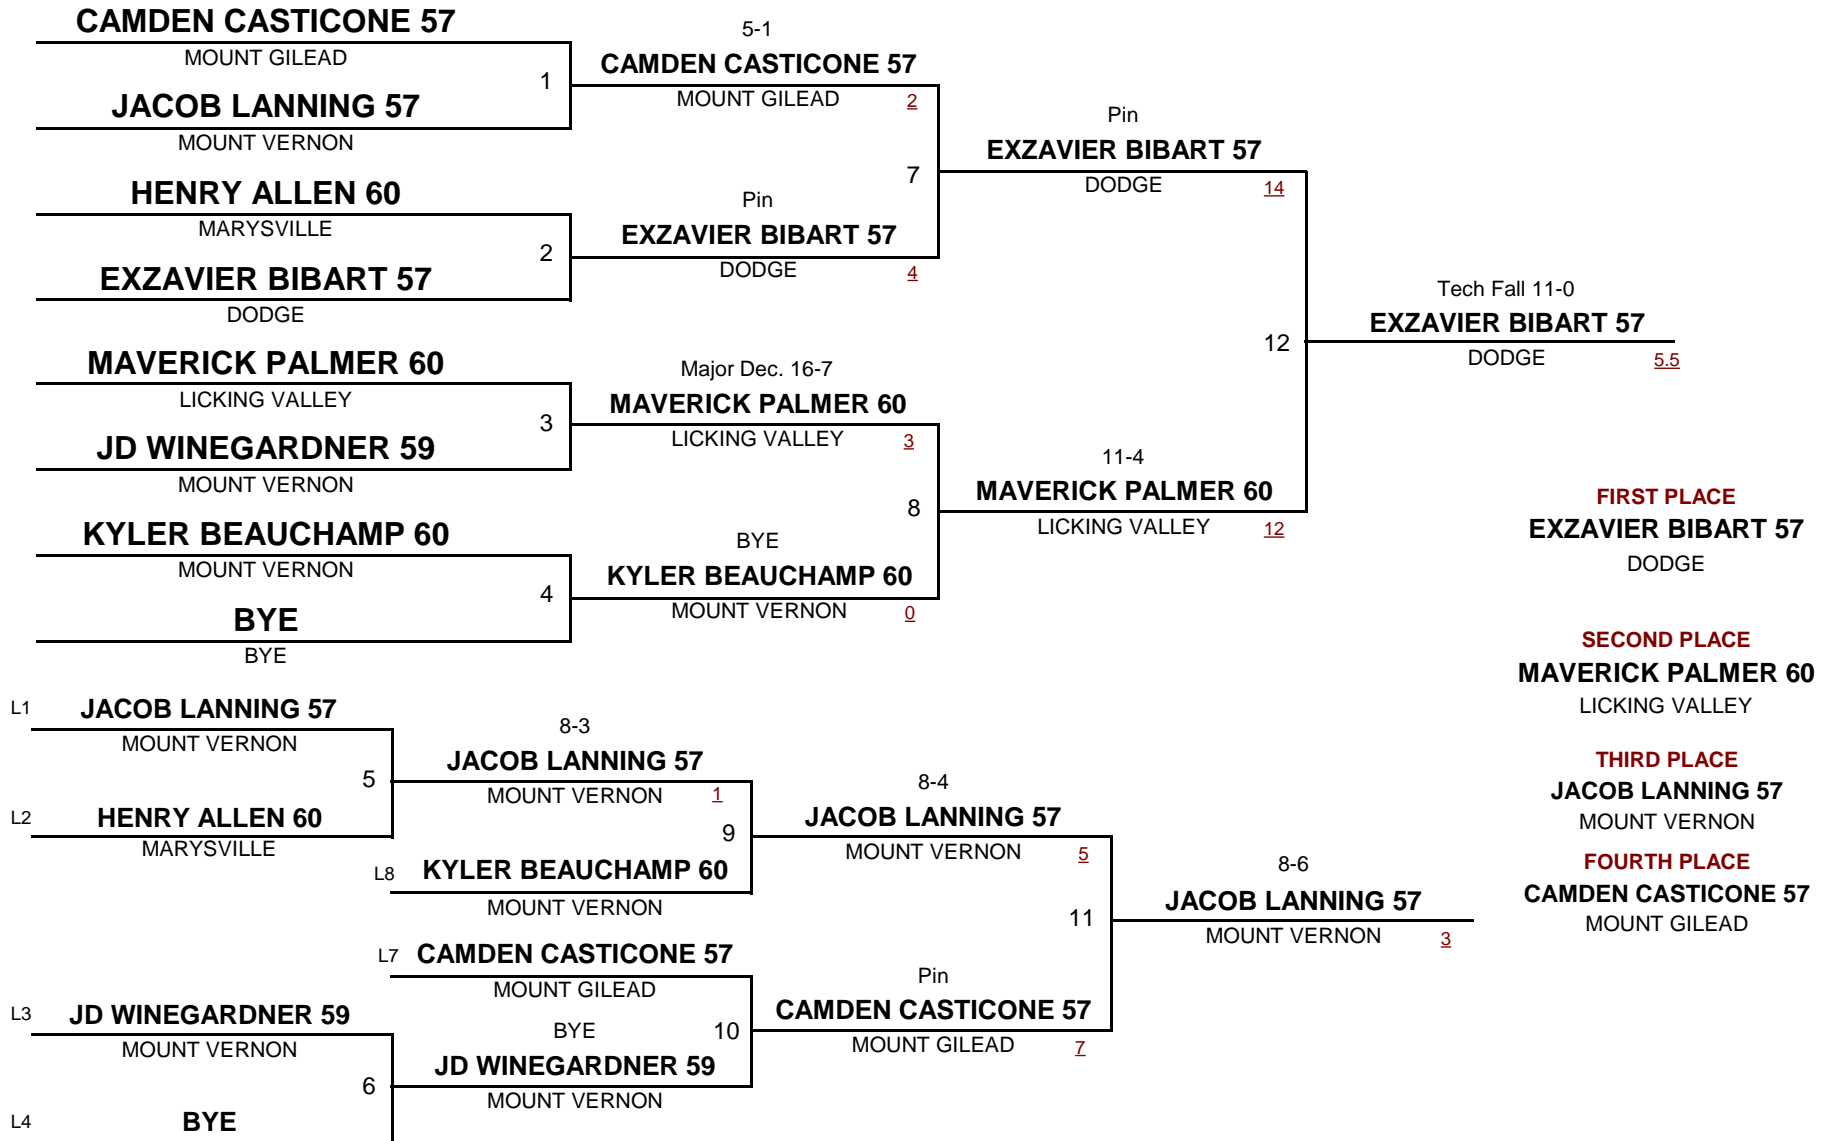 CAMDEN CASTICONE 57
MOUNT GILEAD
1
JACOB LANNING 57
MOUNT VERNON
HENRY ALLEN 60
MARYSVILLE
2
EXZAVIER BIBART 57
DODGE
MAVERICK PALMER 60
LICKING VALLEY
3
JD WINEGARDNER 59
MOUNT VERNON
KYLER BEAUCHAMP 60
MOUNT VERNON
4
BYE
BYE
5-1
CAMDEN CASTICONE 57
MOUNT GILEAD 2
7
Pin
EXZAVIER BIBART 57
DODGE 4
Major Dec. 16-7
MAVERICK PALMER 60
LICKING VALLEY 3
8
BYE
KYLER BEAUCHAMP 60
MOUNT VERNON 0
Pin
EXZAVIER BIBART 57
DODGE 14
12
11-4
MAVERICK PALMER 60
LICKING VALLEY 12
Tech Fall 11-0
EXZAVIER BIBART 57
DODGE 5.5
FIRST PLACE
EXZAVIER BIBART 57
DODGE
SECOND PLACE
MAVERICK PALMER 60
LICKING VALLEY
THIRD PLACE
JACOB LANNING 57
MOUNT VERNON
FOURTH PLACE
CAMDEN CASTICONE 57
MOUNT GILEAD
L1 JACOB LANNING 57
MOUNT VERNON
5
L2 HENRY ALLEN 60
MARYSVILLE
L3 JD WINEGARDNER 59
MOUNT VERNON
6
L4 BYE
8-3
JACOB LANNING 57
MOUNT VERNON 1
9
L8 KYLER BEAUCHAMP 60
MOUNT VERNON
L7 CAMDEN CASTICONE 57
MOUNT GILEAD
BYE 10
JD WINEGARDNER 59
MOUNT VERNON
8-4
JACOB LANNING 57
MOUNT VERNON 5
11
Pin
CAMDEN CASTICONE 57
MOUNT GILEAD 7
8-6
JACOB LANNING 57
MOUNT VERNON 3